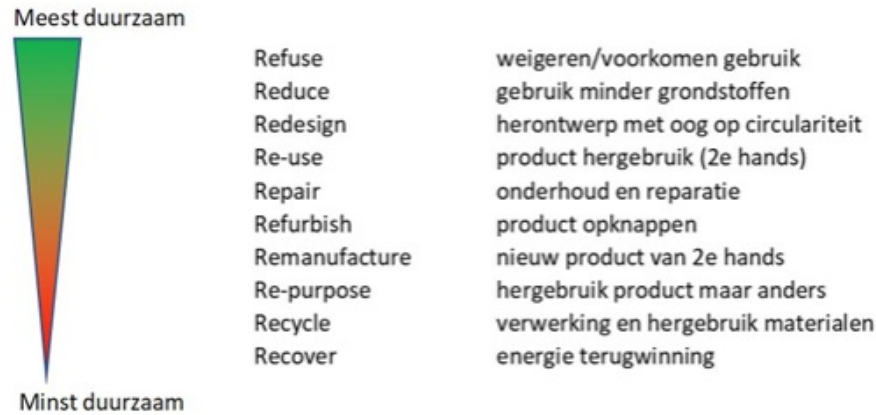 Meest duurzaam
Refuse weigeren/voorkomen gebruik
Reduce gebruik minder grondstoffen
Redesign herontwerp met oog op circulariteit
Re-use product hergebruik (2e hands)
Repair onderhoud en reparatie
Refurbish product opknappen
Remanufacture nieuw product van 2e hands
Re-purpose hergebruik product maar anders
Recycle verwerking en hergebruik materialen
Recover energie terugwinning
Minst duurzaam